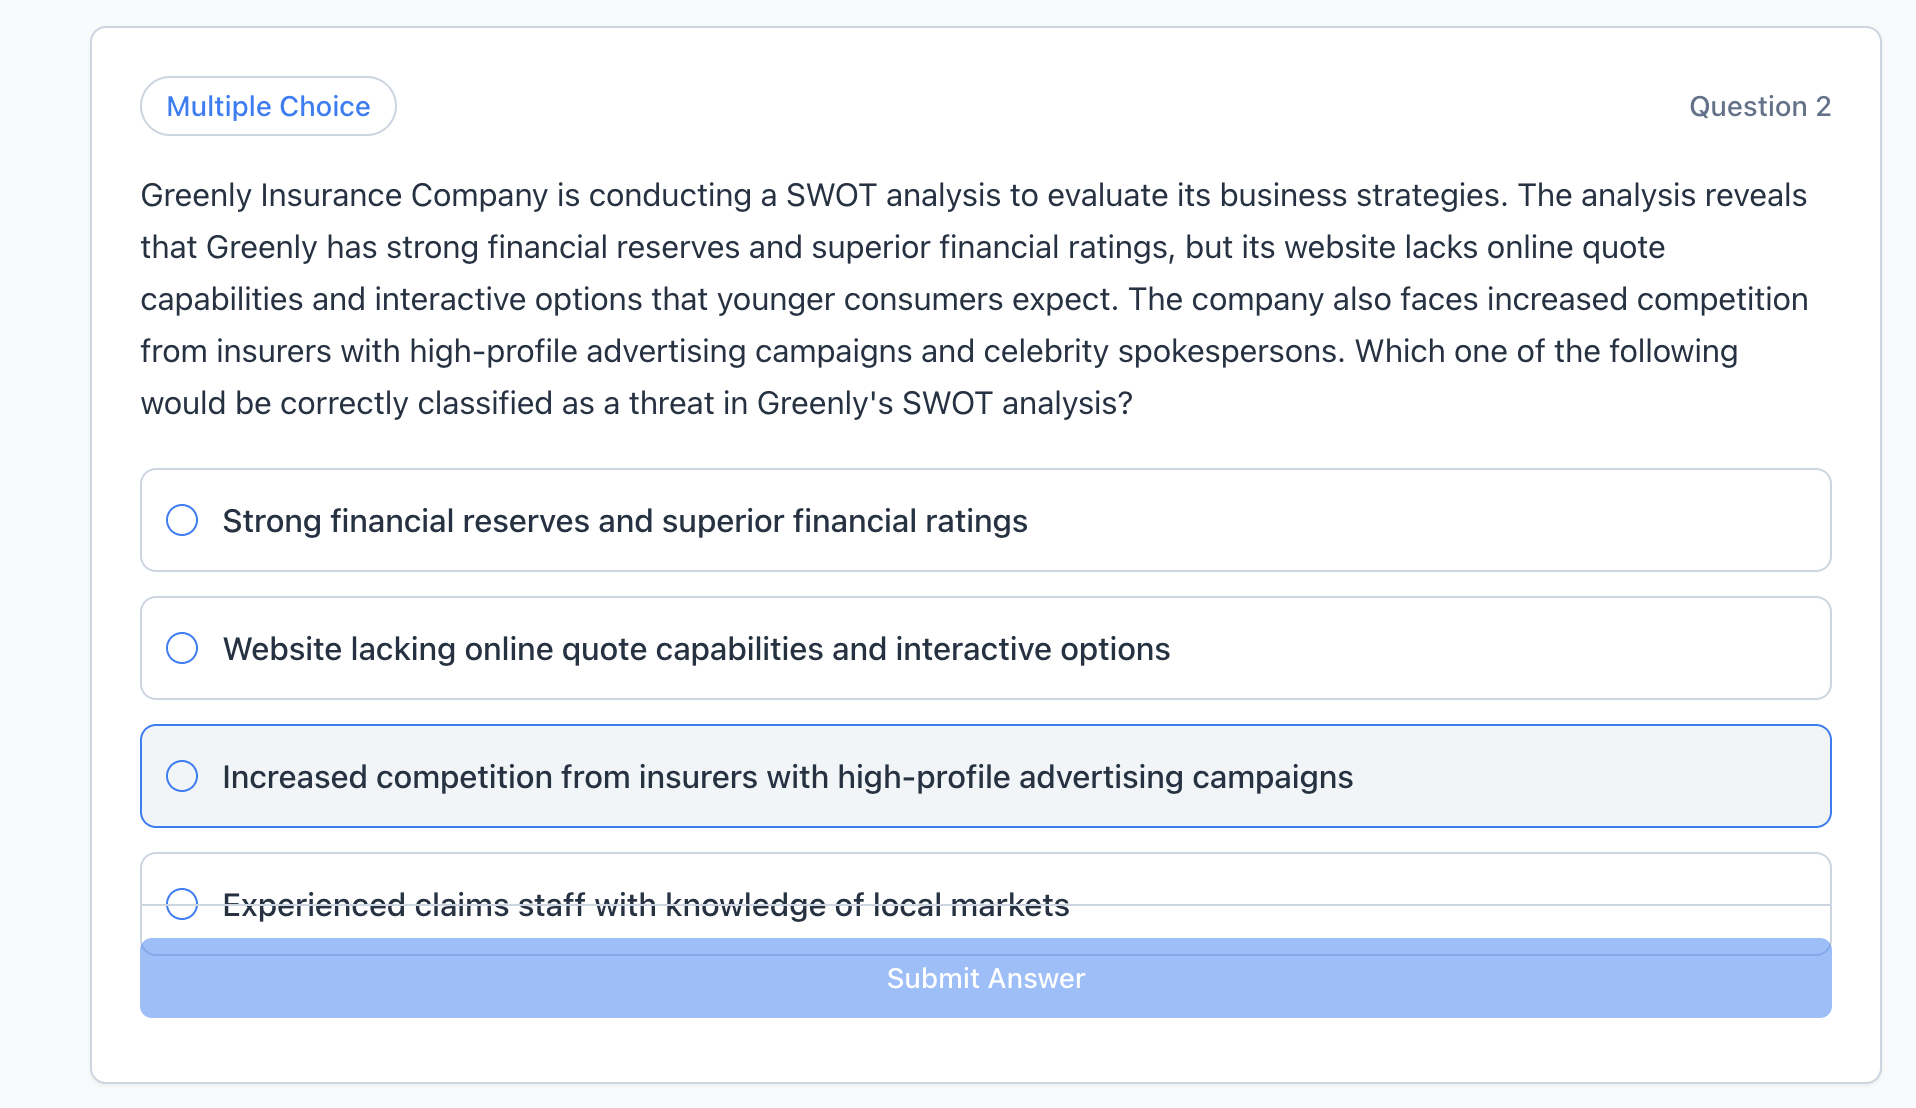 Multiple Choice
Question 2
Greenly Insurance Company is conducting a SWOT analysis to evaluate its business strategies. The analysis reveals
that Greenly has strong financial reserves and superior financial ratings, but its website lacks online quote
capabilities and interactive options that younger consumers expect. The company also faces increased competition
from insurers with high-profile advertising campaigns and celebrity spokespersons. Which one of the following
would be correctly classified as a threat in Greenly's SWOT analysis?
Strong financial reserves and superior financial ratings
Website lacking online quote capabilities and interactive options
Increased competition from insurers with high-profile advertising campaigns
Experienced claims staff with knowledge of local markets
Submit Answer